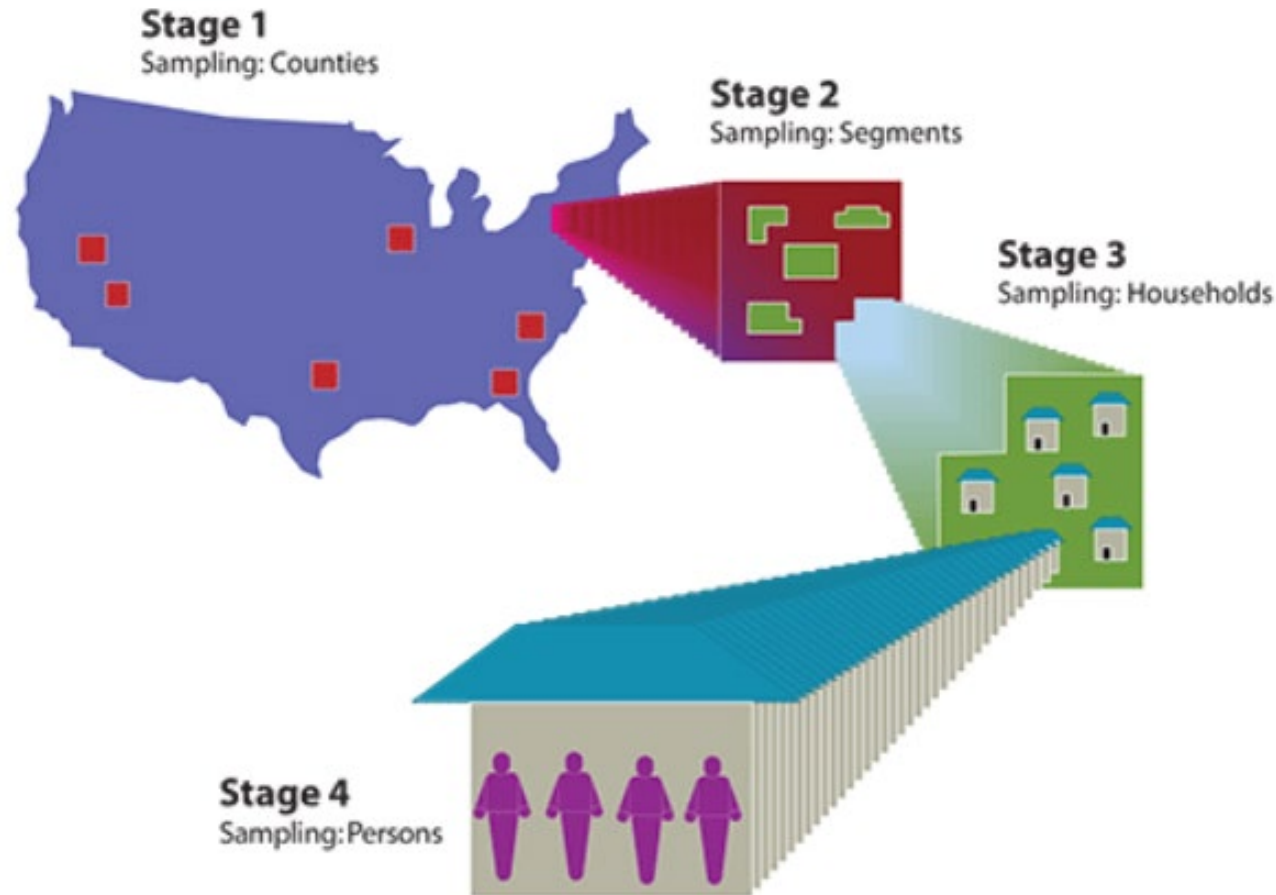 Stage 1
Sampling: Counties
Stage 2
Sampling: Segments
Stage 3
Sampling: Households
Stage 4
Sampling: Persons